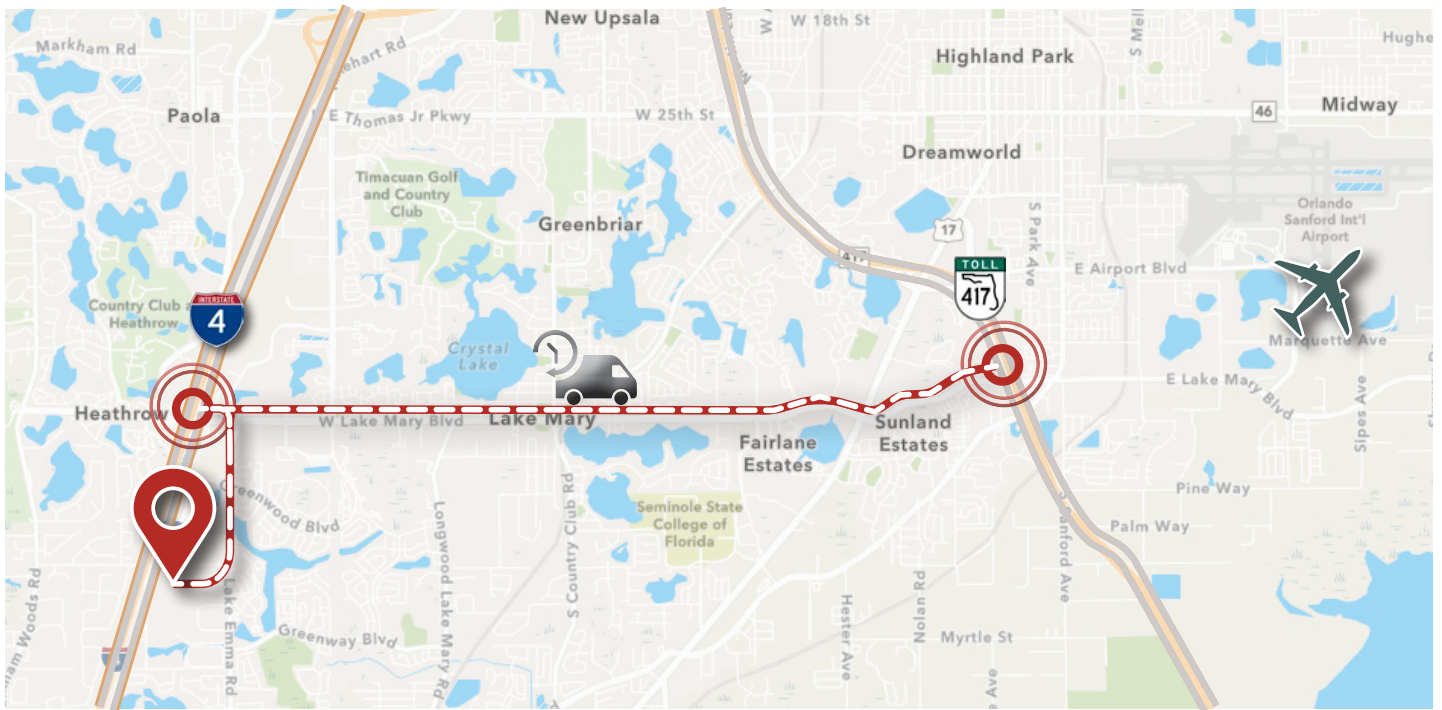 New Upsala
W 18th St
Highland Park
Markham Rd
Paola
E Thomas Jr Pkwy
W 25th St
46
Midway
Dreamworld
Timacuan Golf
and Country
Club
Greenbriar
17
S Park Ave
Orlando
Sanford Int'l
Airport
417
TOLL
417
E Airport Blvd
Country Club
Heathrow
INTERSTATE
4
Crystal
Lake
Marquette Ave
E Lake Mary Blvd
Sipes Ave
Heathrow
W Lake Mary Blvd
Lake Mary
Sunland
Estates
Fairlane
Estates
Greenwood Blvd
Longwood Lake Mary Rd
S Country Club Rd
Seminole State
College of
Florida
Pine Way
Palm Way
S Sanford Ave
Lake Emma Rd
Greenway Blvd
Hester Ave
Nolan Rd
Myrtle St
Ave